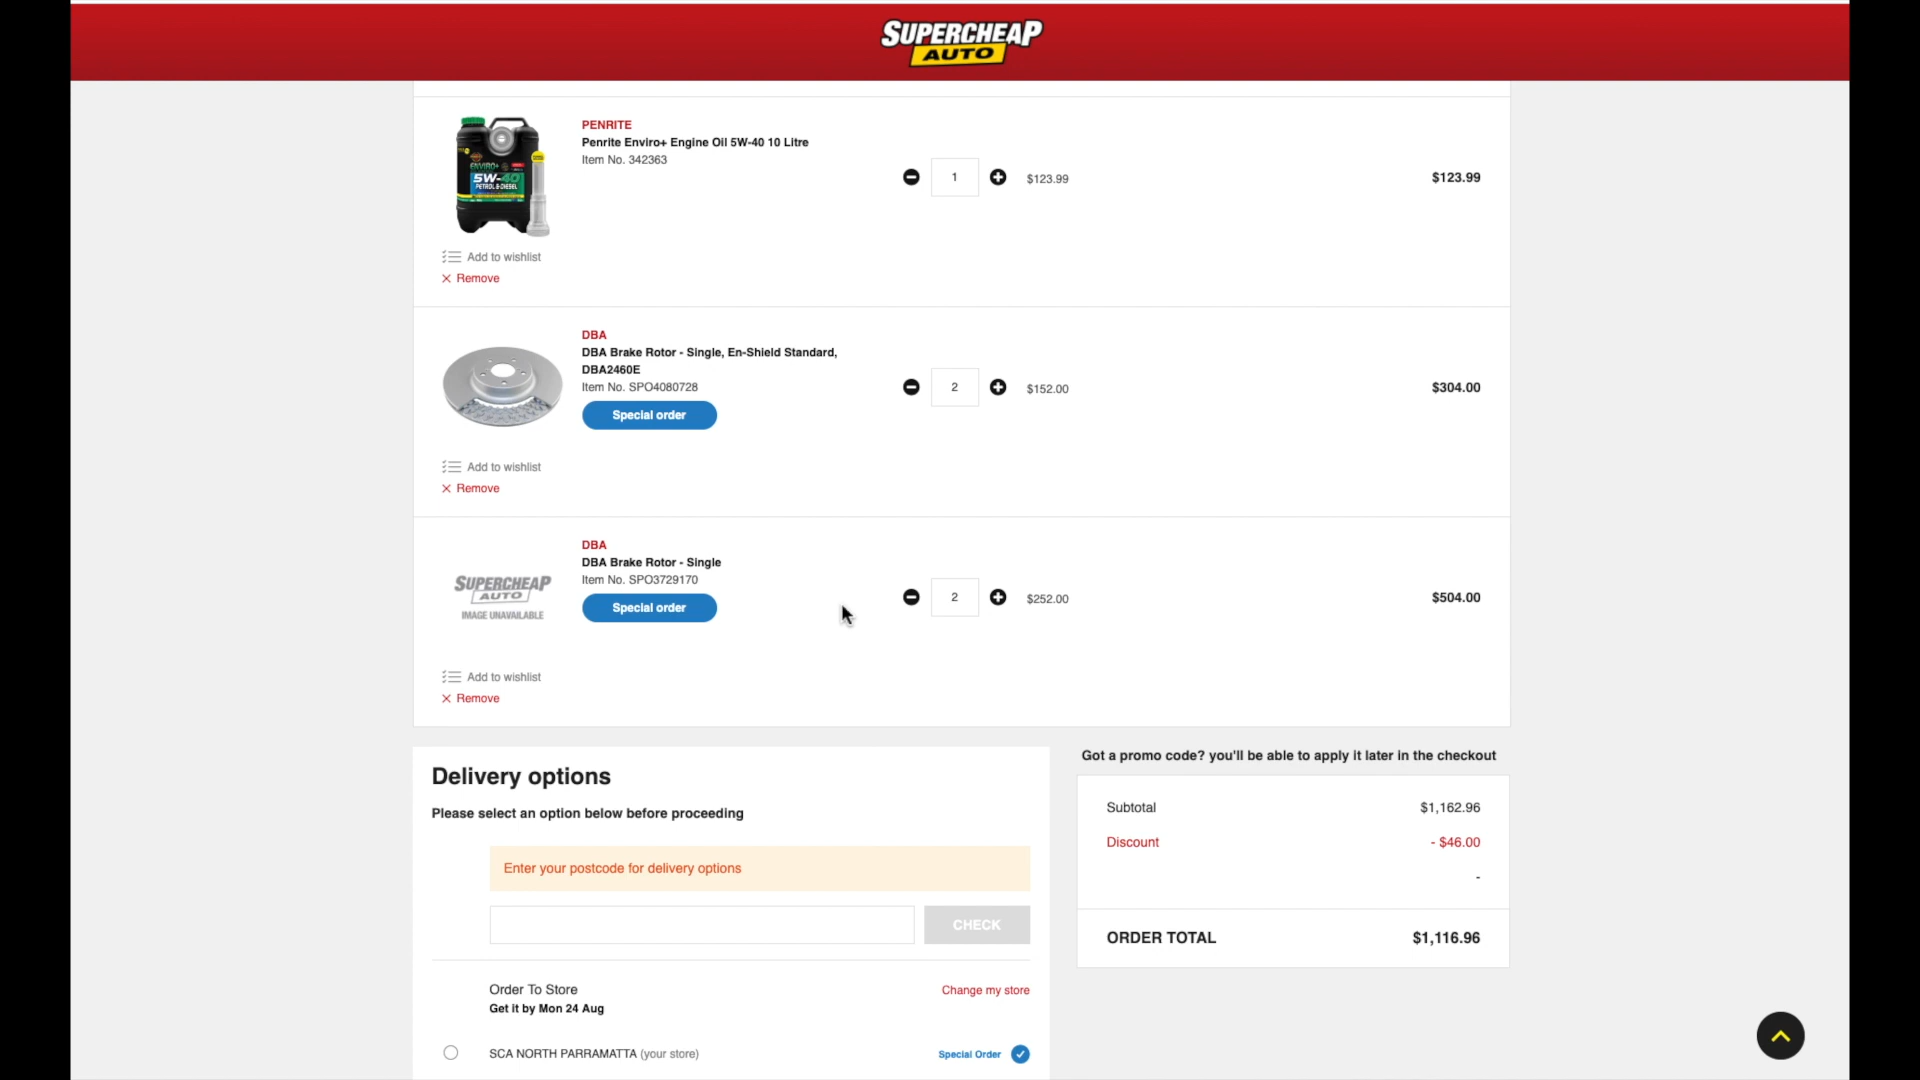 SUPERCHEAP
AUTO
PENRITE
Penrite Enviro+ Engine Oil 5W-40 10 Litre
Item No. 342363
ENVIRO+
5W-40
PETROL & DIESEL
1
$123.99
$123.99
Add to wishlist
Remove
DBA
DBA Brake Rotor - Single, En-Shield Standard,
DBA2460E
Item No. SPO4080728
Special order
2
$152.00
$304.00
Add to wishlist
Remove
DBA
DBA Brake Rotor - Single
Item No. SPO3729170
Special order
SUPERCHEAP
AUTO
IMAGE UNAVAILABLE
2
$252.00
$504.00
Add to wishlist
Remove
Delivery options
Please select an option below before proceeding
Enter your postcode for delivery options
CHECK
Order To Store
Change my store
Get it by Mon 24 Aug
SCA NORTH PARRAMATTA (your store)
Special Order
Got a promo code? you'll be able to apply it later in the checkout
Subtotal
$1,162.96
Discount
- $46.00
-
ORDER TOTAL
$1,116.96